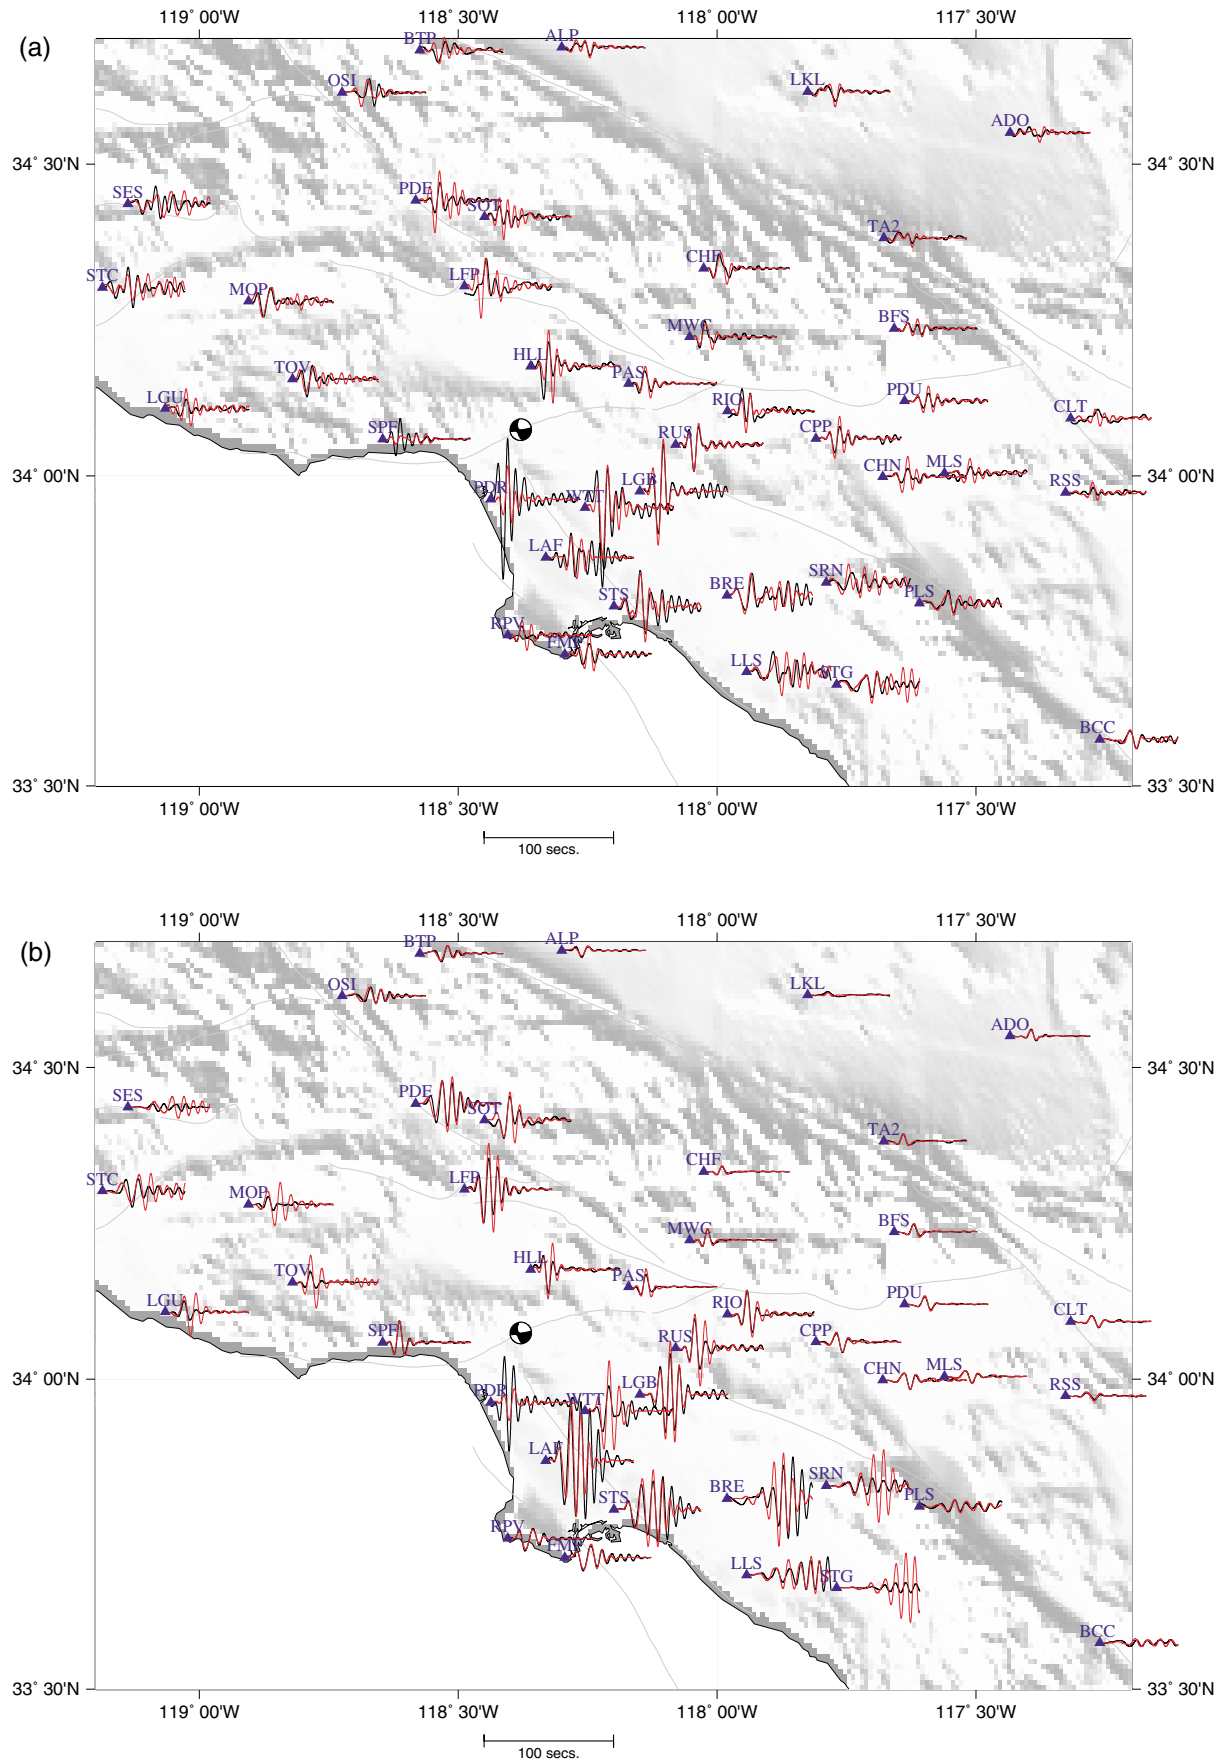 (a)
119° 00'W 118° 30'W 118° 00'W 117° 30'W
BTP ALP
OSI LKL
ADO
34° 30'N 34° 30'N
SES PDE SOT
TA2
STC MOP LFP CHF
MWC BFS
HLL PAS
TOV
LGU RIO PDU CLT
SPF RUS CPP
34° 00'N 34° 00'N
PDR WTT LGB CHN MLS RSS
LAF
STS BRE SRN PLS
RPV FMP
LLS STG
BCC
33° 30'N 33° 30'N
119° 00'W 118° 30'W 118° 00'W 117° 30'W
100 secs.
(b)
119° 00'W 118° 30'W 118° 00'W 117° 30'W
BTP ALP
OSI LKL
ADO
34° 30'N 34° 30'N
SES PDE SOT
TA2
STC MOP LFP CHF
MWC BFS
HLL PAS
TOV
LGU RIO PDU CLT
SPF RUS CPP
34° 00'N 34° 00'N
PDR WTT LGB CHN MLS RSS
LAF
STS BRE SRN PLS
RPV FMP
LLS STG
BCC
33° 30'N 33° 30'N
119° 00'W 118° 30'W 118° 00'W 117° 30'W
100 secs.